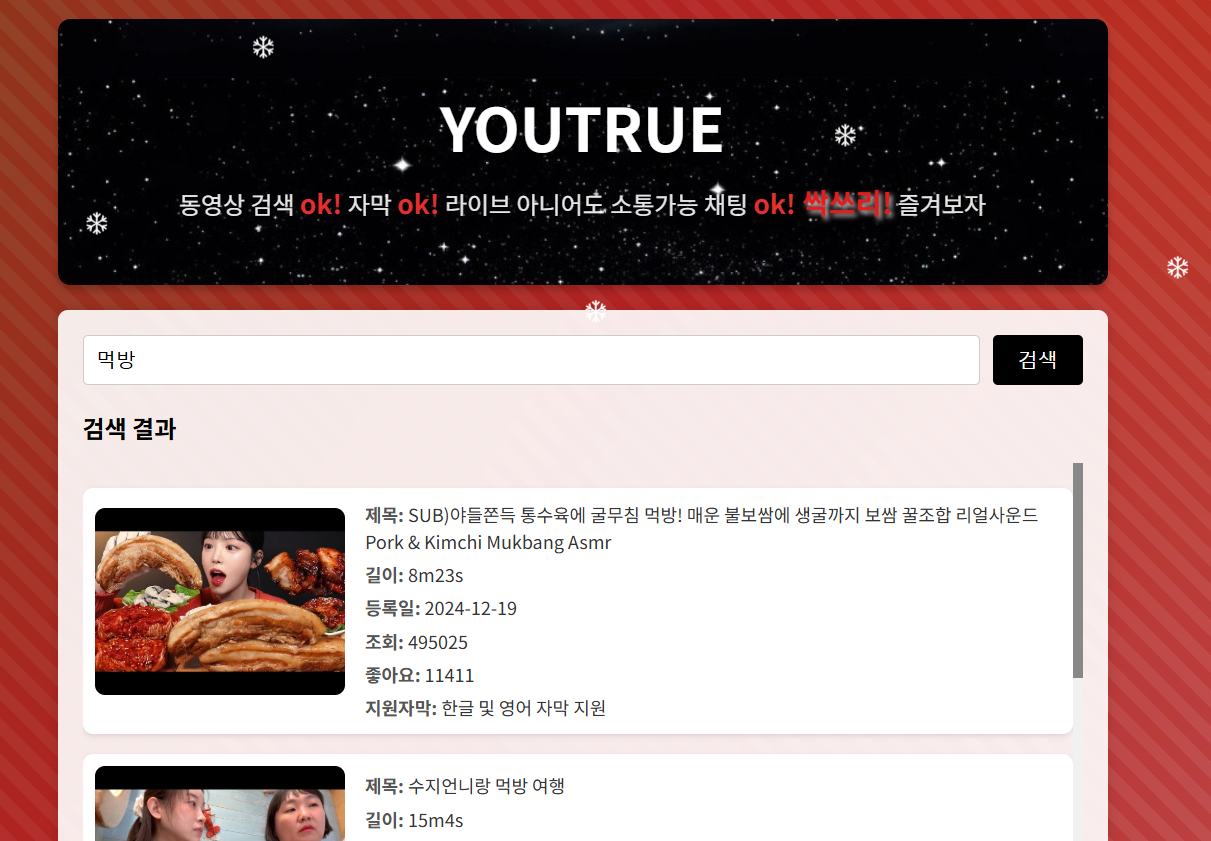 YOUTRUE
동영상 검색 ok! 자막 ok! 라이브 아니어도 소통가능 채팅 ok! 싹쓰리! 즐겨보자
먹방
검색
검색 결과
제목: SUB)야들쫀득 통수육에 굴무침 먹방! 매운 불보쌈에 생굴까지 보쌈 꿀조합 리얼사운드
Pork & Kimchi Mukbang Asmr
길이: 8m23s
등록일: 2024-12-19
조회: 495025
좋아요: 11411
지원자막: 한글 및 영어 자막 지원
제목: 수지언니랑 먹방 여행
길이: 15m4s